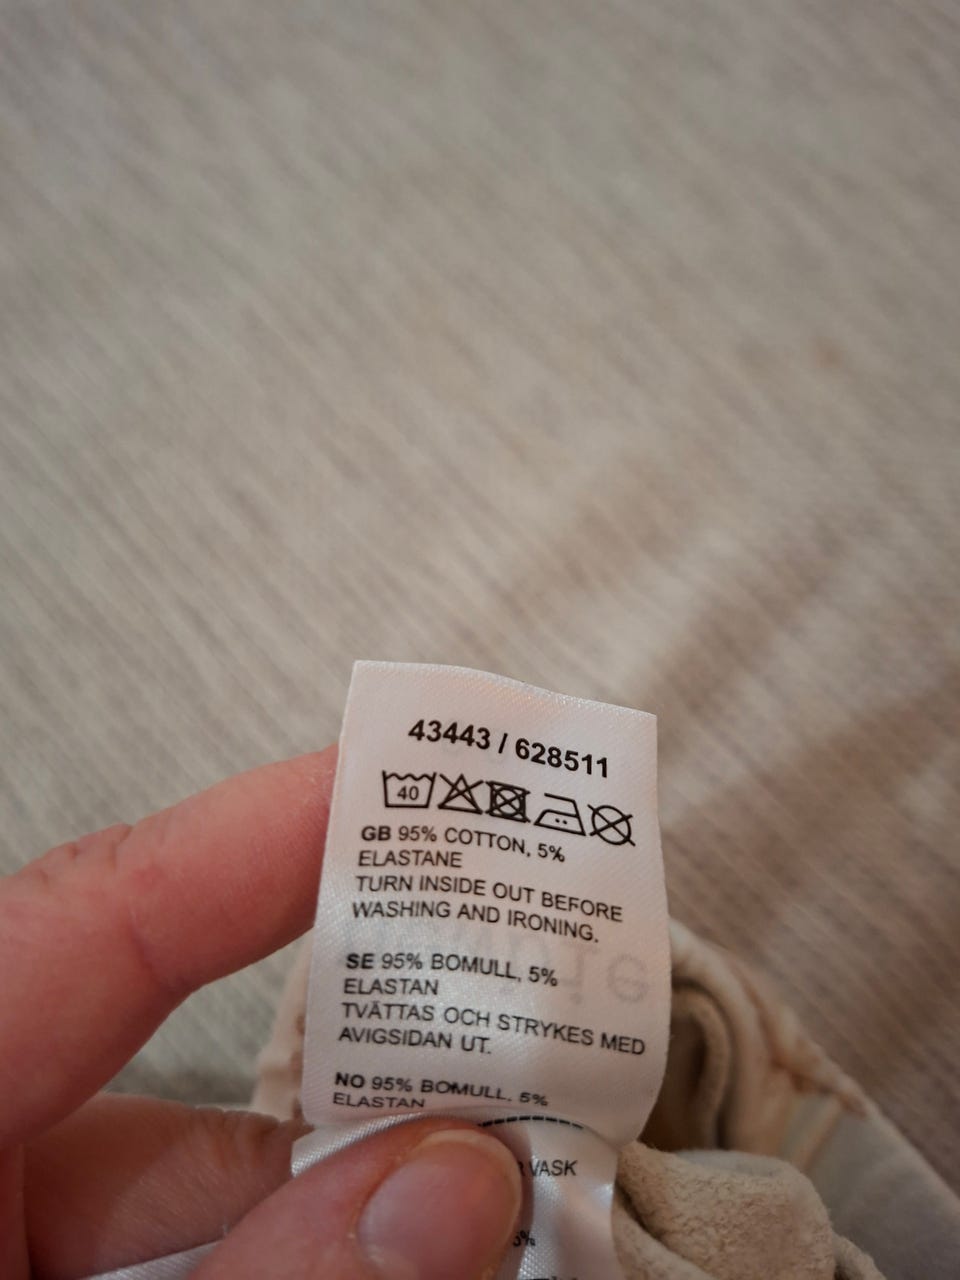 43443 / 628511
40
GB 95% COTTON, 5%
ELASTANE
TURN INSIDE OUT BEFORE
WASHING AND IRONING.
SE 95% BOMULL, 5%
ELASTAN
TVÄTTAS OCH STRYKES MED
AVIGSIDAN UT.
NO 95% BOMULL, 5%
ELASTAN
VASK